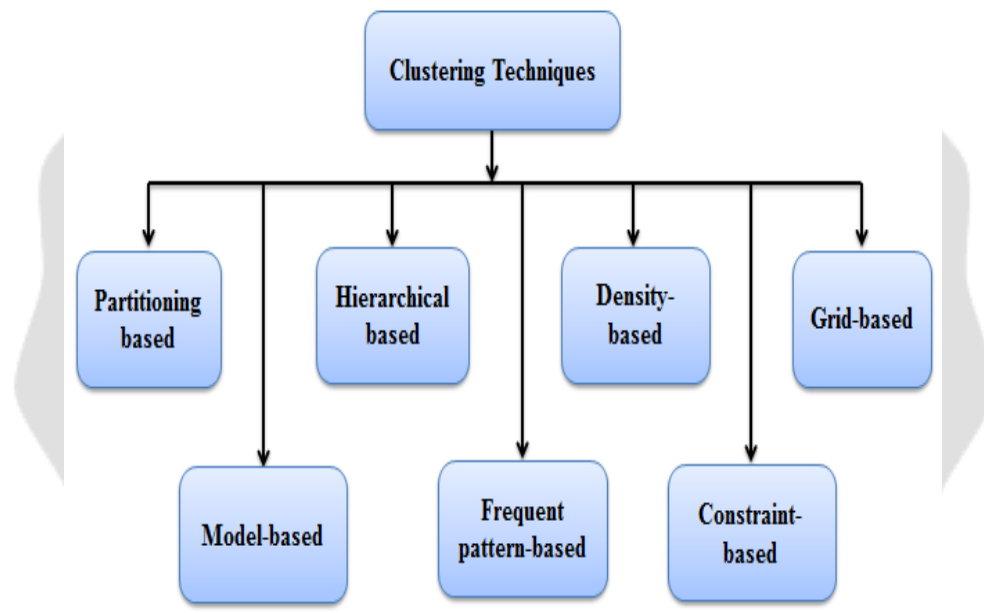 Clustering Techniques
Partitioning
based
Hierarchical
based
Density-
based
Grid-based
Model-based
Frequent
pattern-based
Constraint-
based